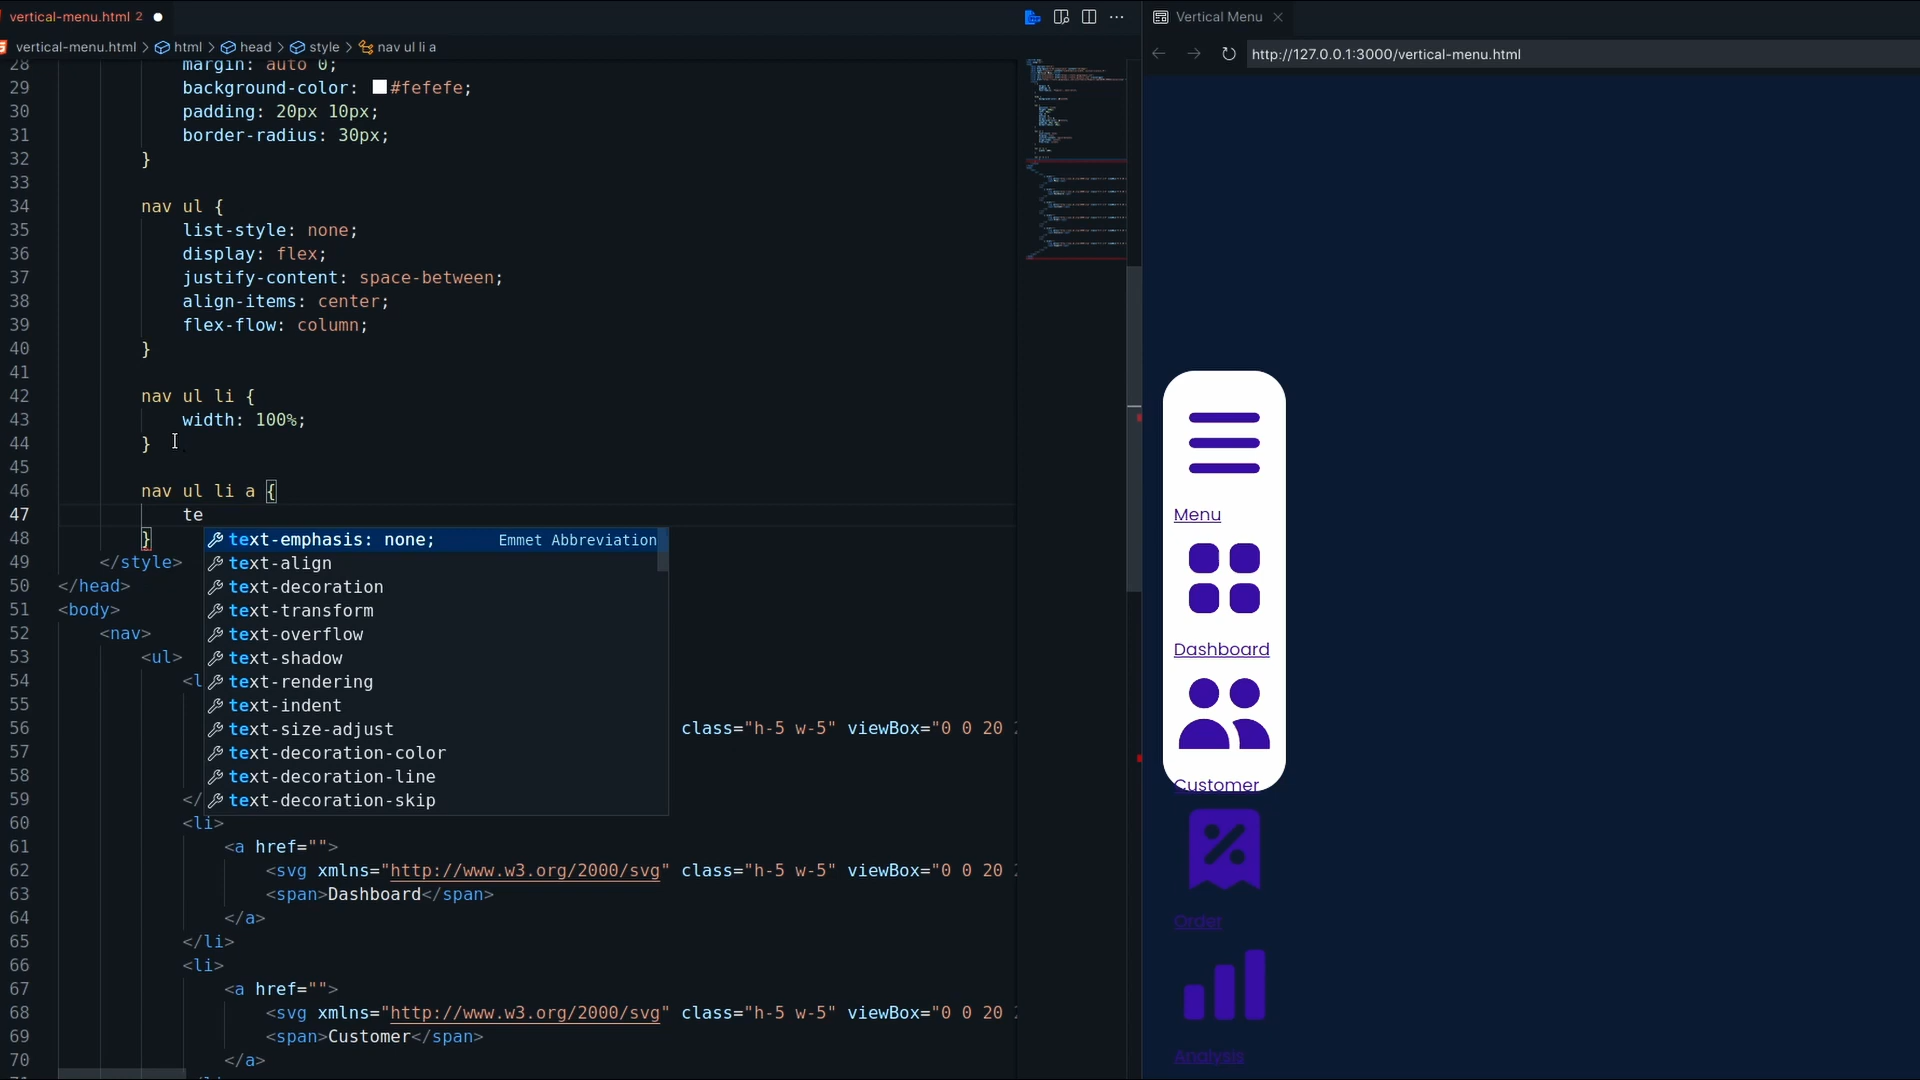 vertical-menu.html 2
vertical-menu.html > html > head > style > nav ul li a
28 margin: auto 0;
29 background-color: #fefefe;
30 padding: 20px 10px;
31 border-radius: 30px;
32 }
33
34 nav ul {
35 list-style: none;
36 display: flex;
37 justify-content: space-between;
38 align-items: center;
39 flex-flow: column;
40 }
41
42 nav ul li {
43 width: 100%;
44 }
45
46 nav ul li a {
47 te
48 }
text-emphasis: none; Emmet Abbreviation
text-align
text-decoration
text-transform
text-overflow
text-shadow
text-rendering
text-indent
text-size-adjust
text-decoration-color
text-decoration-line
text-decoration-skip
49 </style>
50 </head>
51 <body>
52 <nav>
53 <ul>
54 <l
55
56 class="h-5 w-5" viewBox="0 0 20
57
58
59 </
60 <li>
61 <a href="">
62 <svg xmlns="http://www.w3.org/2000/svg" class="h-5 w-5" viewBox="0 0 20
63 <span>Dashboard</span>
64 </a>
65 </li>
66 <li>
67 <a href="">
68 <svg xmlns="http://www.w3.org/2000/svg" class="h-5 w-5" viewBox="0 0 20
69 <span>Customer</span>
70 </a>
Vertical Menu
http://127.0.0.1:3000/vertical-menu.html
Menu
Dashboard
Customer
Order
Analysis